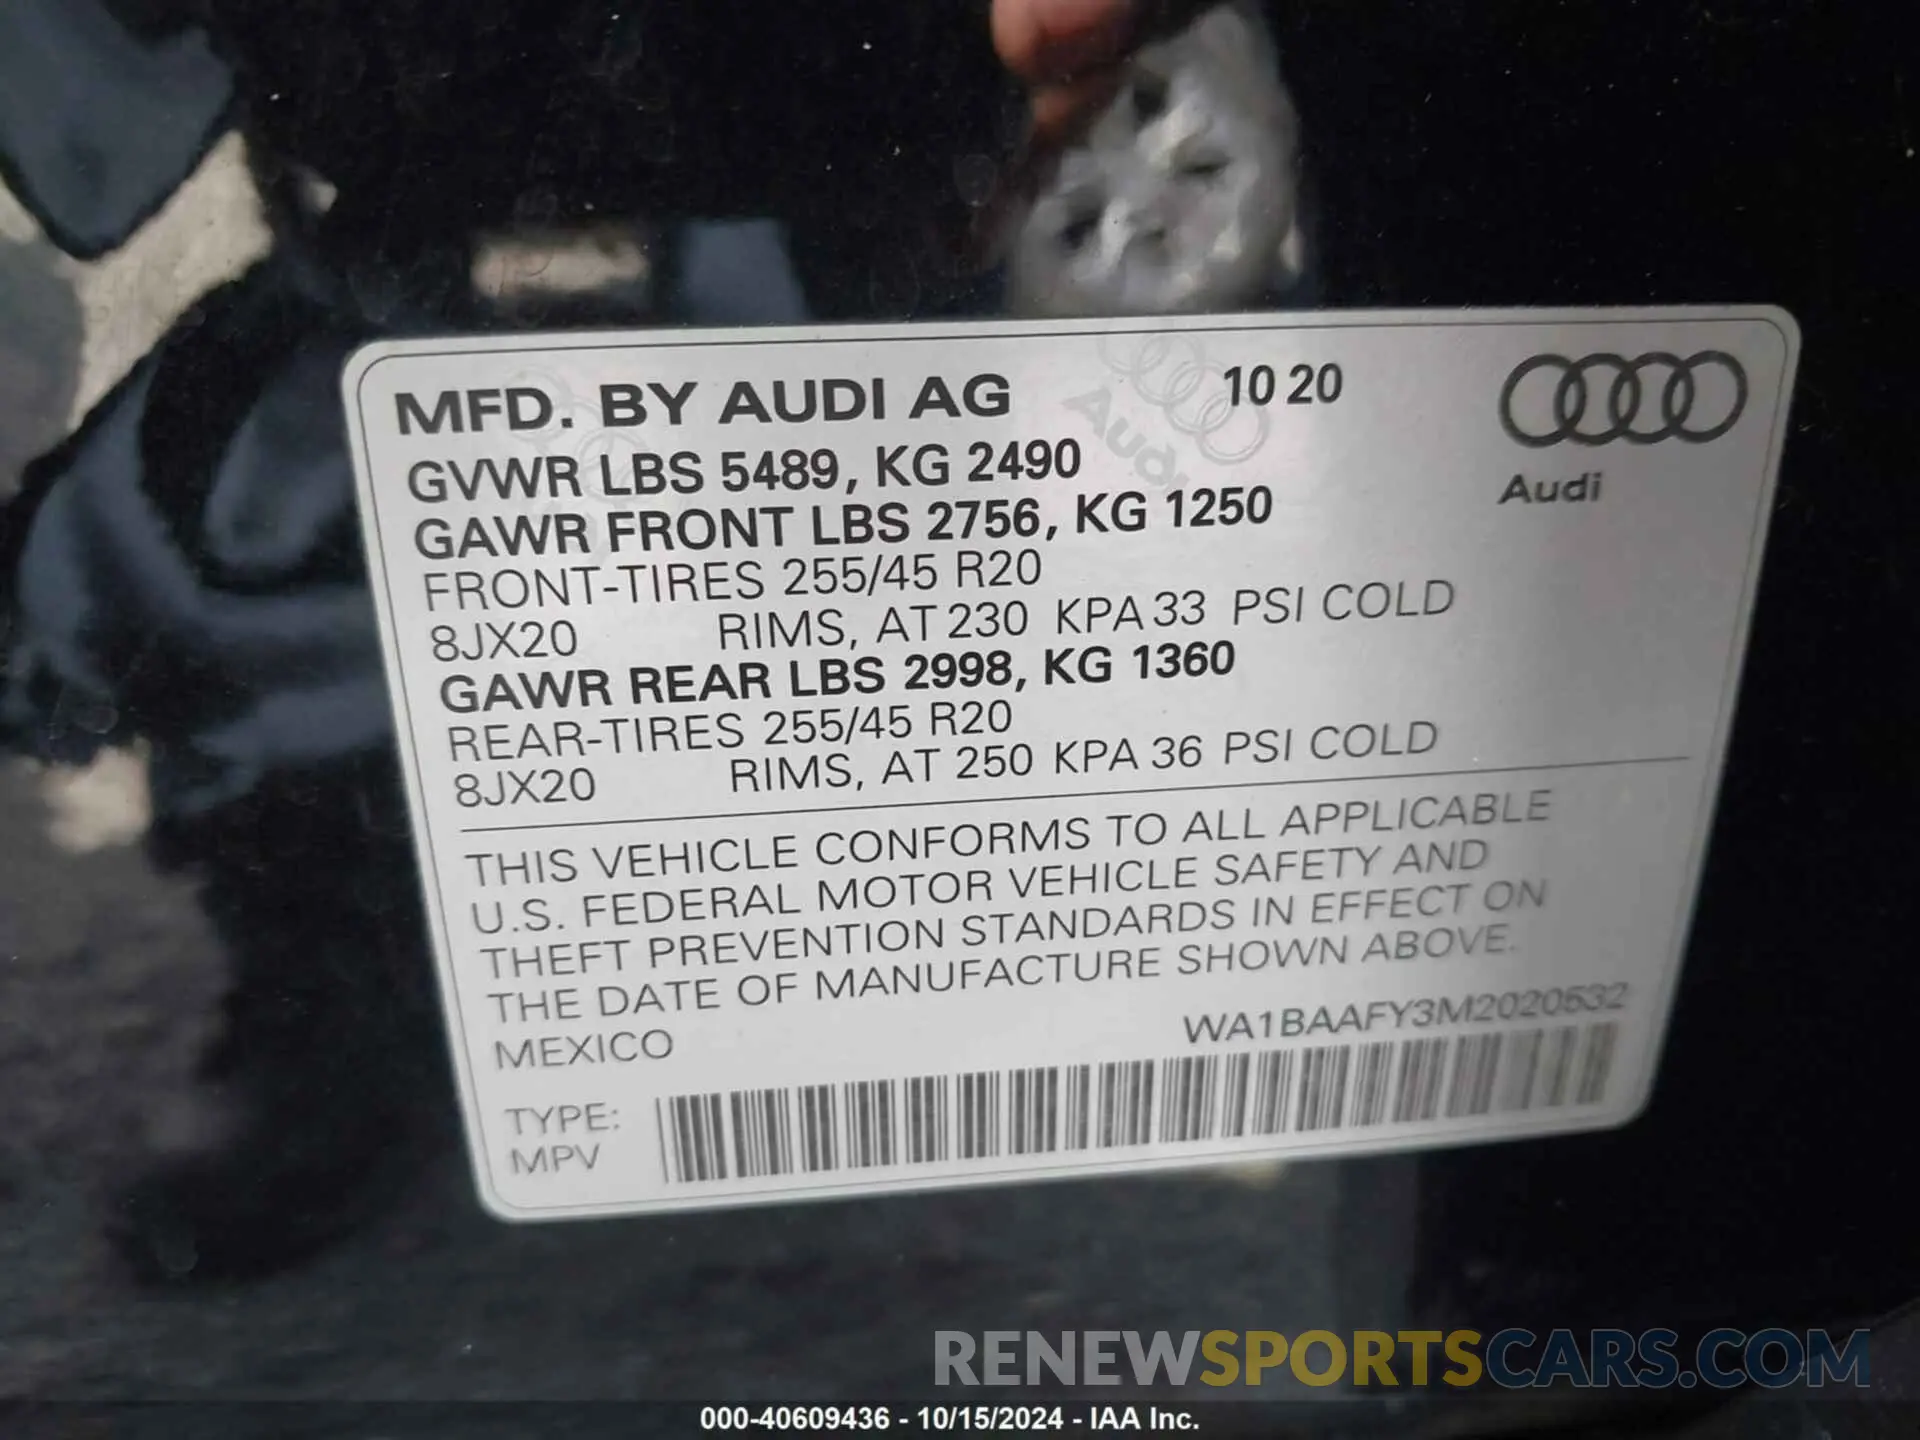 MFD. BY AUDI AG 10 20
Audi
GVWR LBS 5489, KG 2490
GAWR FRONT LBS 2756, KG 1250
FRONT-TIRES 255/45 R20
8JX20 RIMS, AT 230 KPA 33 PSI COLD
GAWR REAR LBS 2998, KG 1360
REAR-TIRES 255/45 R20
8JX20 RIMS, AT 250 KPA 36 PSI COLD
THIS VEHICLE CONFORMS TO ALL APPLICABLE
U.S. FEDERAL MOTOR VEHICLE SAFETY AND
THEFT PREVENTION STANDARDS IN EFFECT ON
THE DATE OF MANUFACTURE SHOWN ABOVE.
MEXICO WA1BAAFY3M2020532
TYPE:
MPV
RENEWSPORTSCARS.COM
000-40609436 - 10/15/2024 - IAA Inc.